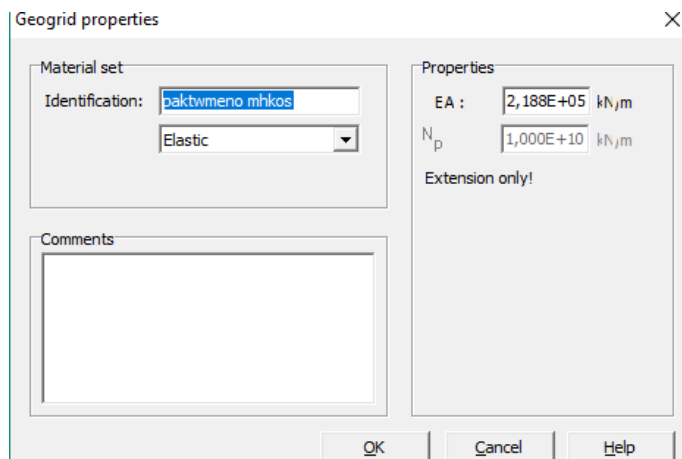 Geogrid properties
Material set
Identification: paktwmeno mhkos
Elastic
Comments
Properties
EA : 2,188E+05 kN/m
Np 1,000E+10 kN/m
Extension only!
OK Cancel Help